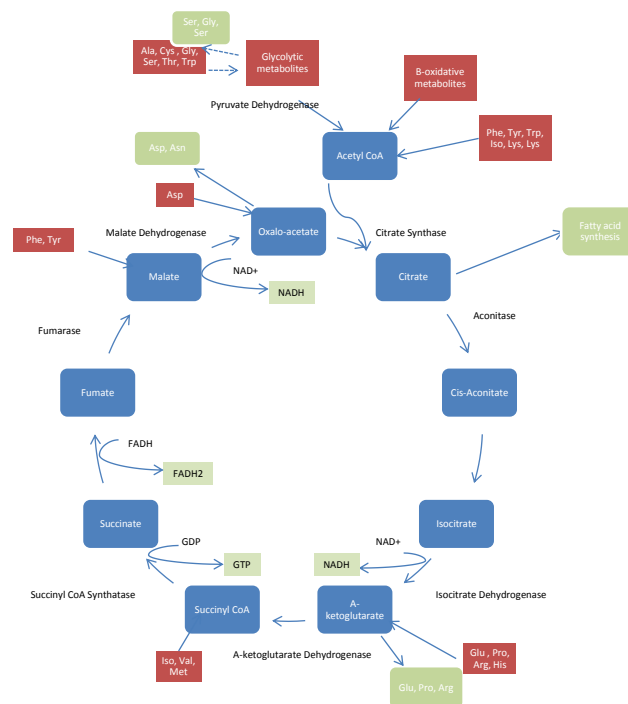 Ser, Gly,
Ser
Ala, Cys , Gly,
Ser, Thr, Trp
Glycolytic
metabolites
B-oxidative
metabolites
Pyruvate Dehydrogenase
Phe, Tyr, Trp,
Iso, Lys, Lys
Acetyl CoA
Asp, Asn
Asp
Malate Dehydrogenase
Oxalo-acetate
Citrate Synthase
Fatty acid
synthesis
Phe, Tyr
Malate
NAD+
NADH
Citrate
Aconitase
Fumarase
Fumate
Cis-Aconitate
FADH
FADH2
Succinate
GDP
GTP
NAD+
NADH
Isocitrate
Succinyl CoA Synthatase
Succinyl CoA
A-
ketoglutarate
Isocitrate Dehydrogenase
Iso, Val,
Met
A-ketoglutarate Dehydrogenase
Glu , Pro,
Arg, His
Glu, Pro, Arg